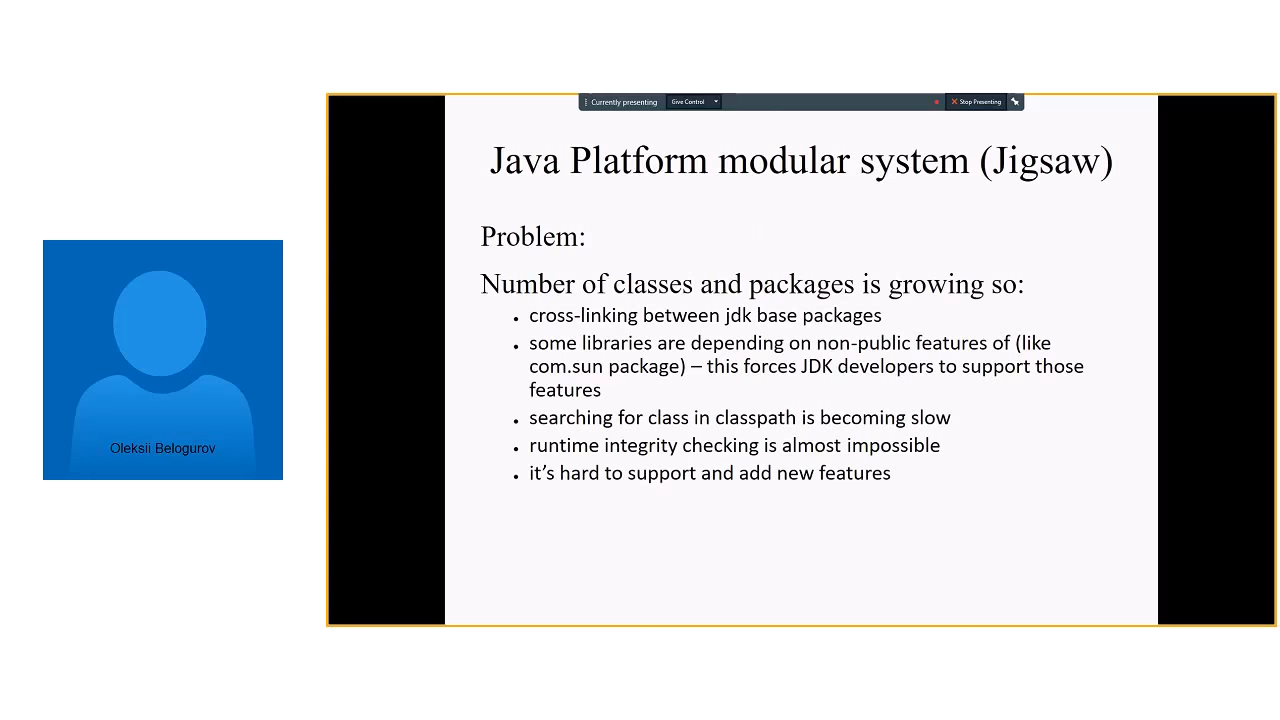 Currently presenting
Give Control
Stop Presenting
Java Platform modular system (Jigsaw)
Problem:
Number of classes and packages is growing so:
• cross-linking between jdk base packages
• some libraries are depending on non-public features of (like
com.sun package) – this forces JDK developers to support those
features
• searching for class in classpath is becoming slow
• runtime integrity checking is almost impossible
• it’s hard to support and add new features
Oleksii Belogurov